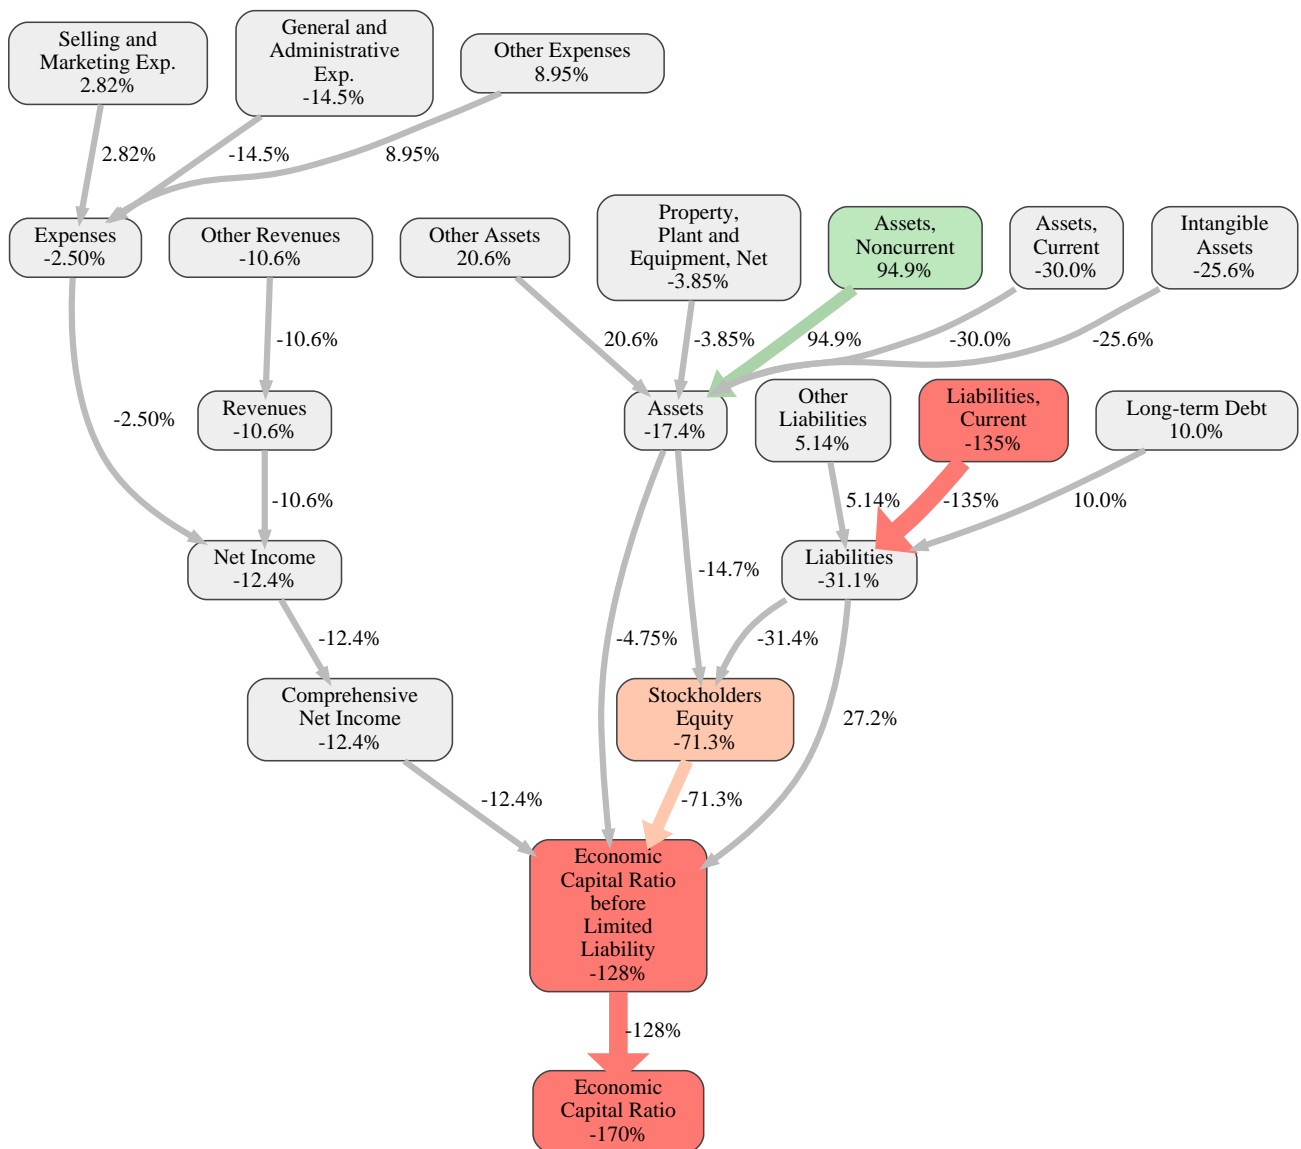 Selling and
Marketing Exp.
2.82%
General and
Administrative
Exp.
-14.5%
Other Expenses
8.95%
2.82%
-14.5%
8.95%
Expenses
-2.50%
Other Revenues
-10.6%
Other Assets
20.6%
Property,
Plant and
Equipment, Net
-3.85%
Assets,
Noncurrent
94.9%
Assets,
Current
-30.0%
Intangible
Assets
-25.6%
-10.6%
20.6%
-3.85%
94.9%
-30.0%
-25.6%
-2.50%
Revenues
-10.6%
Assets
-17.4%
Other
Liabilities
5.14%
Liabilities,
Current
-135%
Long-term Debt
10.0%
-10.6%
5.14%
-135%
10.0%
Net Income
-12.4%
-14.7%
Liabilities
-31.1%
-12.4%
-4.75%
-31.4%
27.2%
Comprehensive
Net Income
-12.4%
Stockholders
Equity
-71.3%
-12.4%
-71.3%
Economic
Capital Ratio
before
Limited
Liability
-128%
-128%
Economic
Capital Ratio
-170%